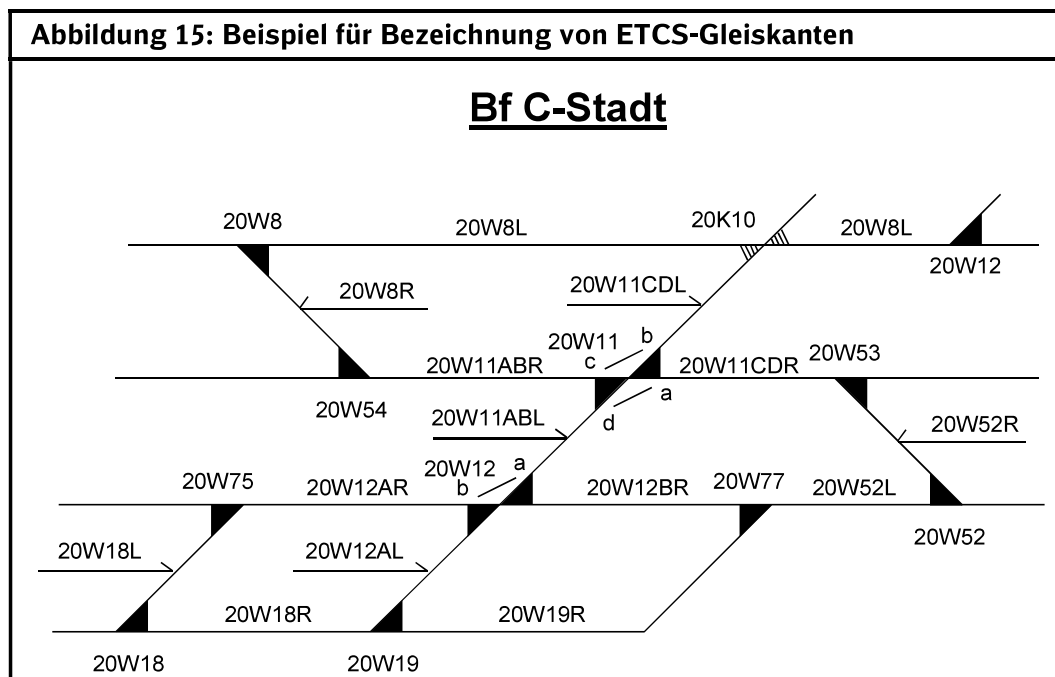 Abbildung 15: Beispiel für Bezeichnung von ETCS-Gleiskanten
Bf C-Stadt
20W8 20W8L 20K10 20W8L
20W12
20W8R 20W11CDL
20W11 b
c
20W11ABR 20W11CDR 20W53
a
20W54 d
20W11ABL 20W52R
20W12 a
b
20W75 20W12AR 20W12BR 20W77 20W52L
20W52
20W18L 20W12AL
20W18R 20W19R
20W18 20W19